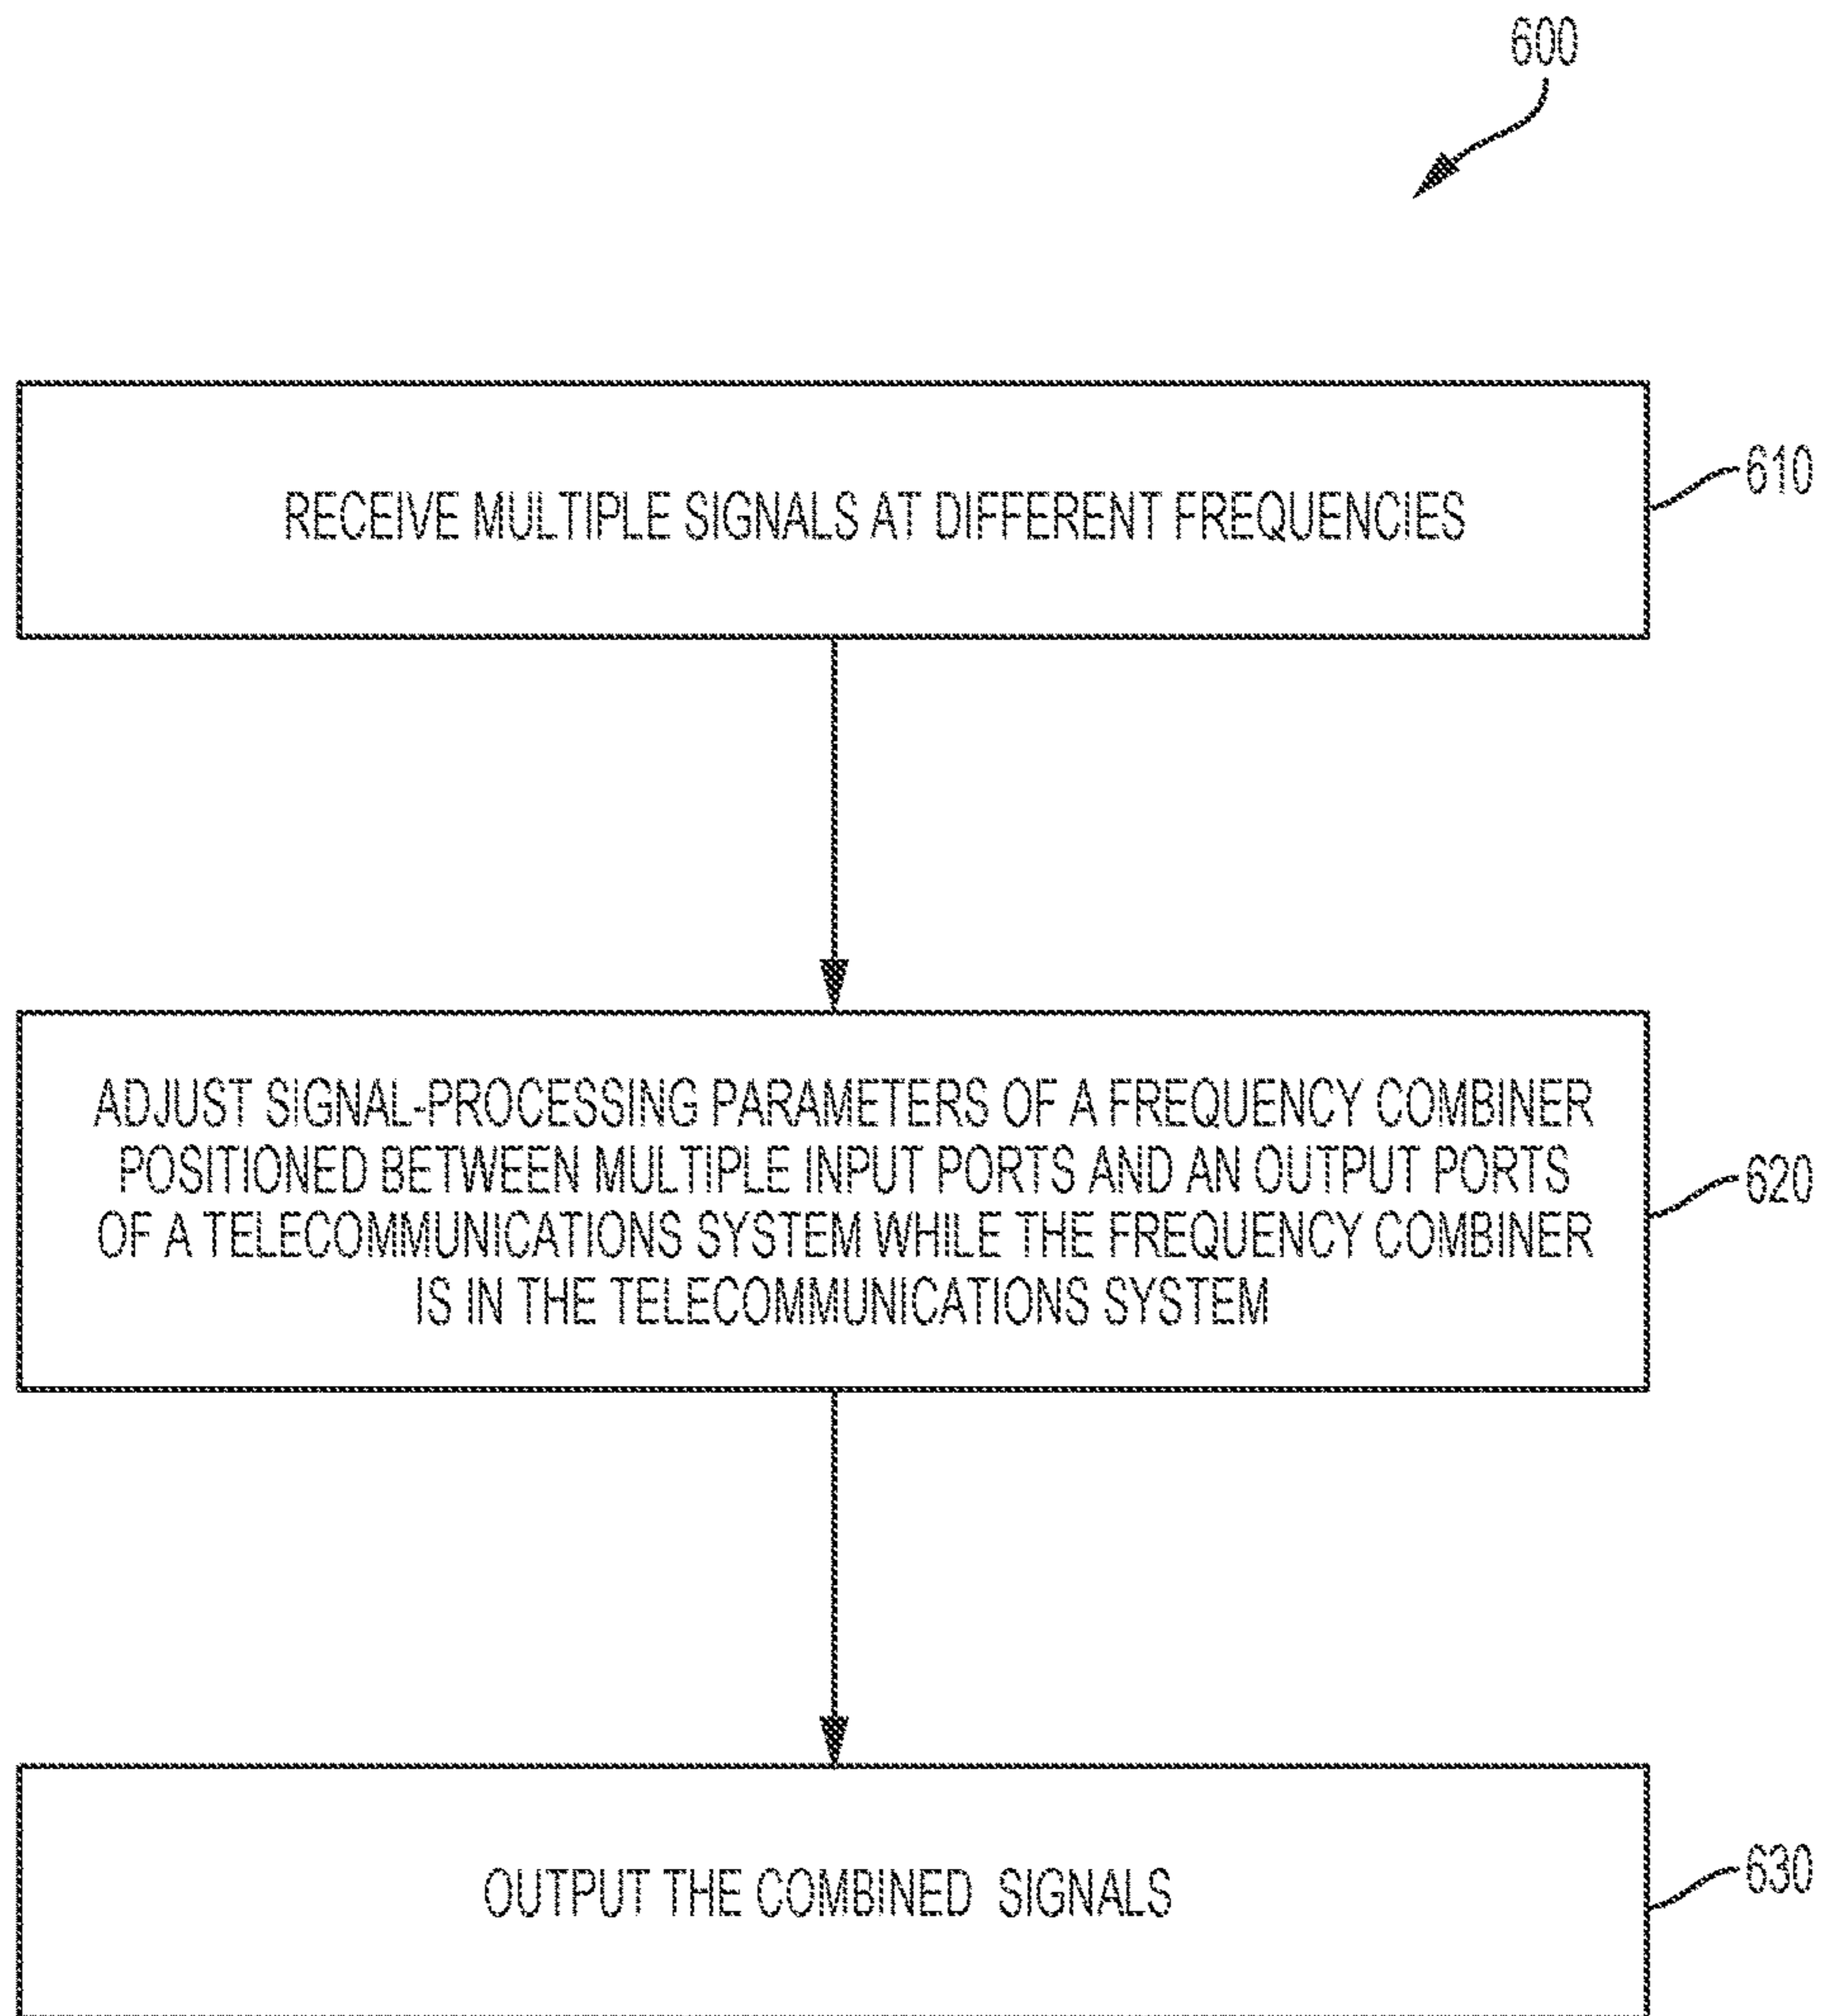 600
RECEIVE MULTIPLE SIGNALS AT DIFFERENT FREQUENCIES
610
ADJUST SIGNAL-PROCESSING PARAMETERS OF A FREQUENCY COMBINER
POSITIONED BETWEEN MULTIPLE INPUT PORTS AND AN OUTPUT PORTS
OF A TELECOMMUNICATIONS SYSTEM WHILE THE FREQUENCY COMBINER
IS IN THE TELECOMMUNICATIONS SYSTEM
620
OUTPUT THE COMBINED SIGNALS
630